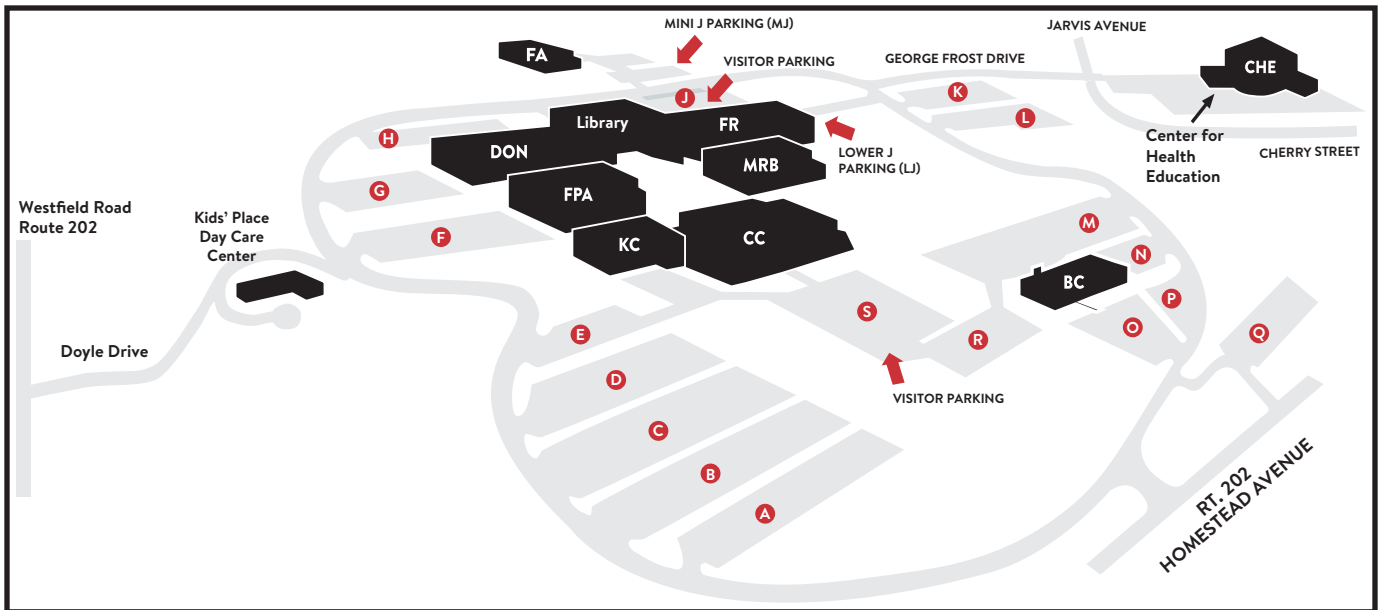 MINI J PARKING (MJ)
JARVIS AVENUE
FA
VISITOR PARKING
GEORGE FROST DRIVE
CHE
J
K
L
Library
FR
H
DON
MRB
LOWER J
PARKING (LJ)
Center for
Health
Education
CHERRY STREET
G
FPA
Westfield Road
Route 202
Kids' Place
Day Care
Center
F
KC
CC
M
N
BC
P
E
S
R
O
Q
Doyle Drive
D
VISITOR PARKING
C
B
A
RT. 202
HOMESTEAD AVENUE